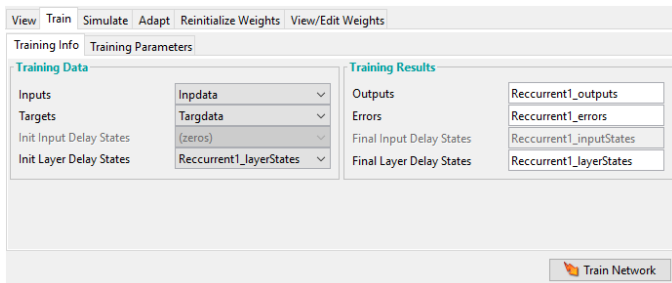 View Train Simulate Adapt Reinitialize Weights View/Edit Weights
Training Info Training Parameters
Training Data
Inputs Inpdata
Targets Targdata
Init Input Delay States (zeros)
Init Layer Delay States Reccurrent1_layerStates
Training Results
Outputs Reccurrent1_outputs
Errors Reccurrent1_errors
Final Input Delay States Reccurrent1_inputStates
Final Layer Delay States Reccurrent1_layerStates
Train Network